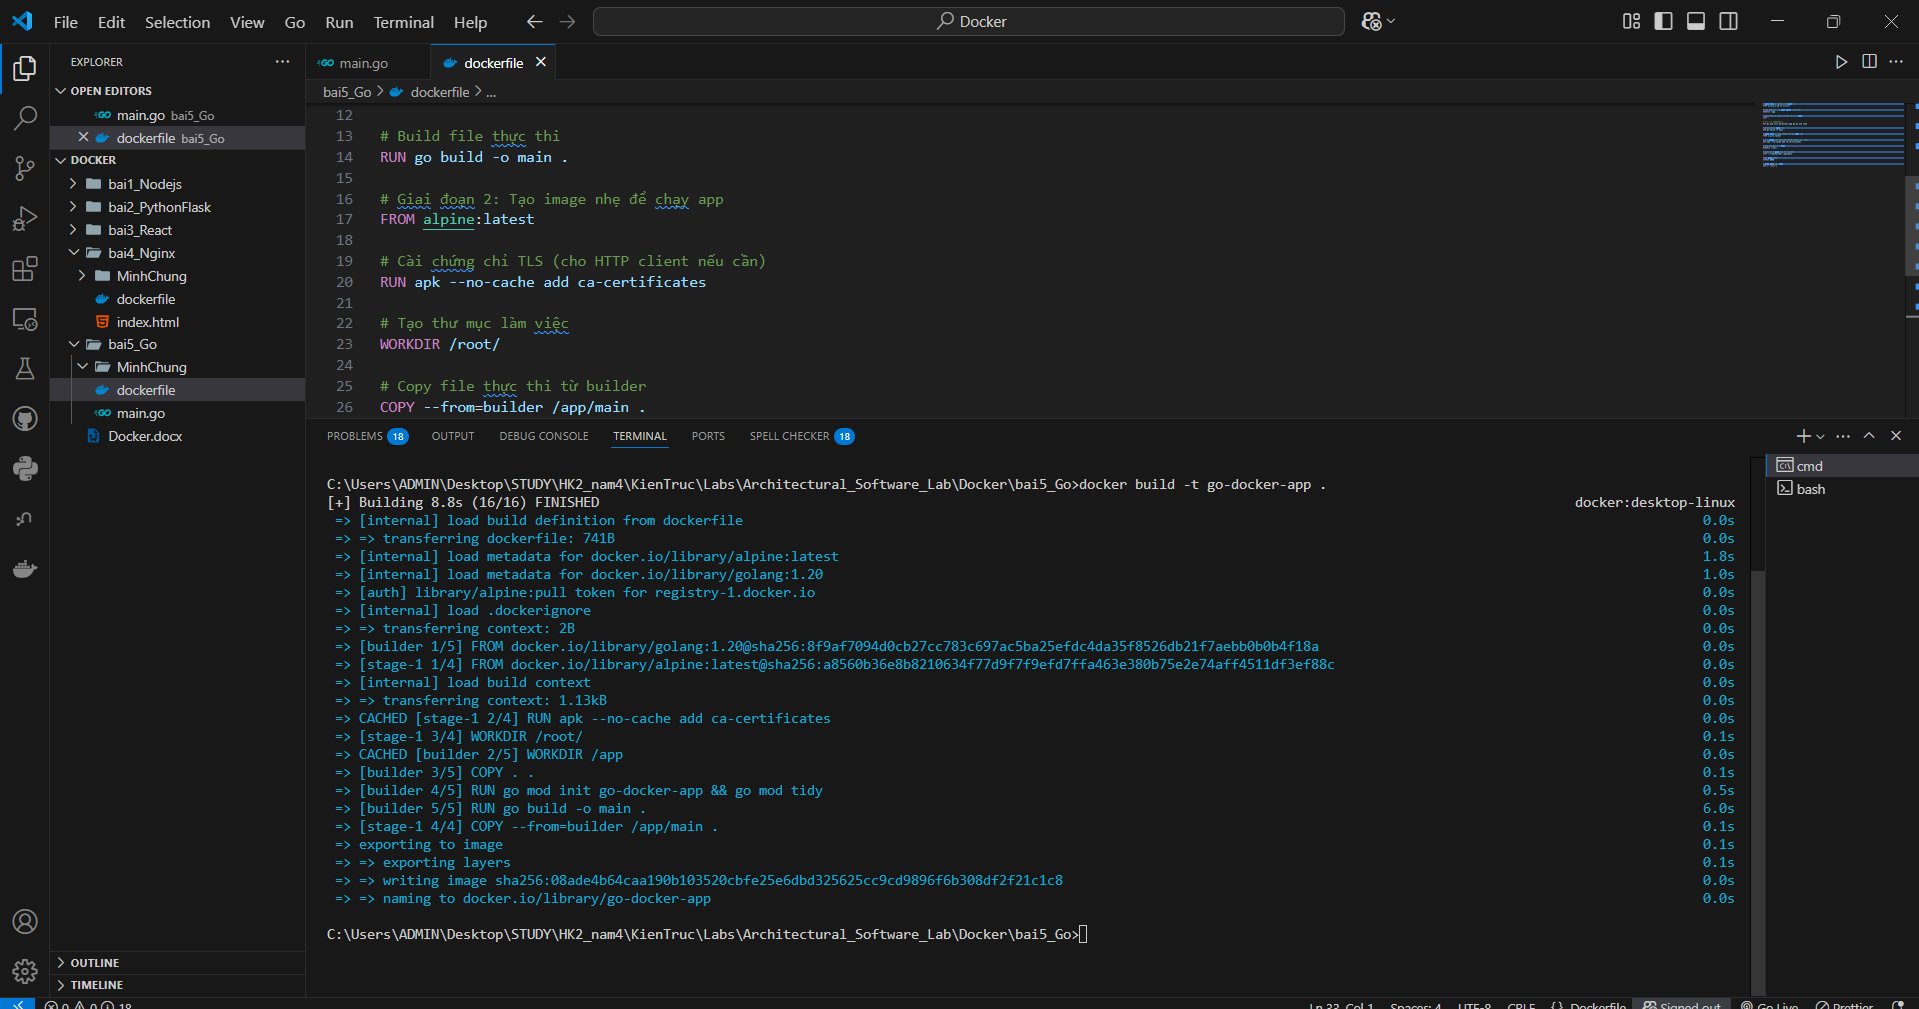 File Edit Selection View Go Run Terminal Help Docker
EXPLORER
OPEN EDITORS
main.go bai5_Go
dockerfile bai5_Go
DOCKER
bai1_Nodejs
bai2_PythonFlask
bai3_React
bai4_Nginx
MinhChung
dockerfile
index.html
bai5_Go
MinhChung
dockerfile
main.go
Docker.docx
OUTLINE
TIMELINE
main.go dockerfile
bai5_Go > dockerfile > ...
12
13 # Build file thực thi
14 RUN go build -o main .
15
16 # Giai đoạn 2: Tạo image nhẹ để chạy app
17 FROM alpine:latest
18
19 # Cài chứng chỉ TLS (cho HTTP client nếu cần)
20 RUN apk --no-cache add ca-certificates
21
22 # Tạo thư mục làm việc
23 WORKDIR /root/
24
25 # Copy file thực thi từ builder
26 COPY --from=builder /app/main .
PROBLEMS 18 OUTPUT DEBUG CONSOLE TERMINAL PORTS SPELL CHECKER 18
cmd
bash
C:\Users\ADMIN\Desktop\STUDY\HK2_nam4\KienTruc\Labs\Architectural_Software_Lab\Docker\bai5_Go>docker build -t go-docker-app .
[+] Building 8.8s (16/16) FINISHED docker:desktop-linux
=> [internal] load build definition from dockerfile 0.0s
=> => transferring dockerfile: 741B 0.0s
=> [internal] load metadata for docker.io/library/alpine:latest 1.8s
=> [internal] load metadata for docker.io/library/golang:1.20 1.0s
=> [auth] library/alpine:pull token for registry-1.docker.io 0.0s
=> [internal] load .dockerignore 0.0s
=> => transferring context: 2B 0.0s
=> [builder 1/5] FROM docker.io/library/golang:1.20@sha256:8f9af7094d0cb27cc783c697ac5ba25efdc4da35f8526db21f7aebb0b0b4f18a 0.0s
=> [stage-1 1/4] FROM docker.io/library/alpine:latest@sha256:a8560b36e8b8210634f77d9f7f9efd7ffa463e380b75e2e74aff4511df3ef88c 0.0s
=> [internal] load build context 0.0s
=> => transferring context: 1.13kB 0.0s
=> CACHED [stage-1 2/4] RUN apk --no-cache add ca-certificates 0.0s
=> [stage-1 3/4] WORKDIR /root/ 0.1s
=> CACHED [builder 2/5] WORKDIR /app 0.0s
=> [builder 3/5] COPY . . 0.1s
=> [builder 4/5] RUN go mod init go-docker-app && go mod tidy 0.5s
=> [builder 5/5] RUN go build -o main . 6.0s
=> [stage-1 4/4] COPY --from=builder /app/main . 0.1s
=> exporting to image 0.1s
=> => exporting layers 0.1s
=> => writing image sha256:08ade4b64caa190b103520cbfe25e6dbd325625cc9cd9896f6b308df2f21c1c8 0.0s
=> => naming to docker.io/library/go-docker-app 0.0s
C:\Users\ADMIN\Desktop\STUDY\HK2_nam4\KienTruc\Labs\Architectural_Software_Lab\Docker\bai5_Go>
0 0 18 Ln 33, Col 1 Spaces: 4 UTF-8 CRLF {} Dockerfile Signed out Go Live Prettier